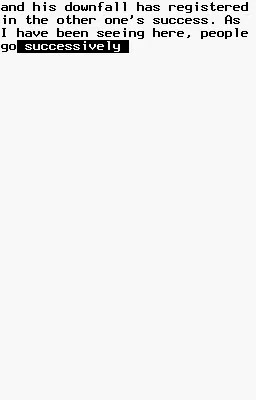 and his downfall has registered
in the other one's success. As
I have been seeing here, people
go successively